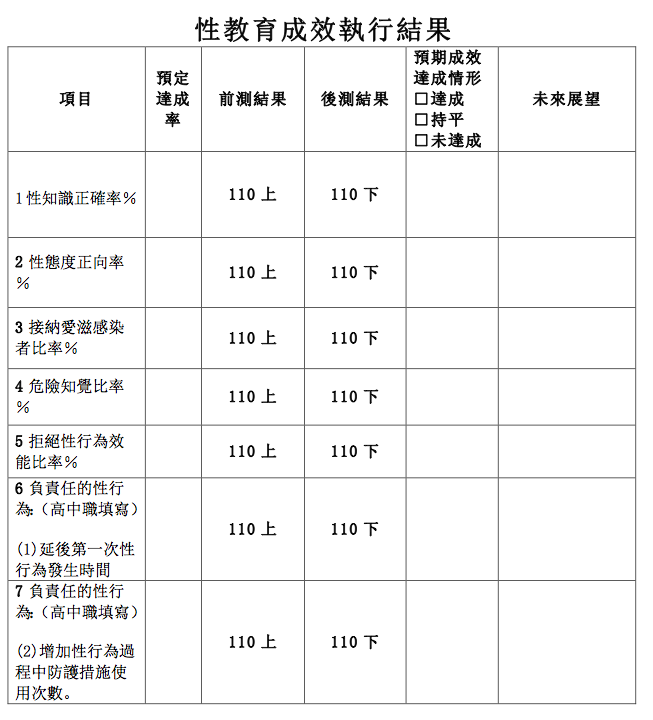 性教育成效執行結果
項目
預定
達成
率
前測結果
後測結果
預期成效
達成情形
□達成
□持平
□未達成
未來展望
1性知識正確率%
110 上
110 下
2 性態度正向率
%
110 上
110 下
3 接納愛滋感染
者比率%
110 上
110 下
4 危險知覺比率
%
110 上
110 下
5 拒絕性行為效
能比率%
110 上
110 下
6 負責任的性行
為:(高中職填寫)
(1)延後第一次性
行為發生時間
110 上
110 下
7 負責任的性行
為:(高中職填寫)
(2)增加性行為過
程中防護措施使
用次數。
110 上
110 下